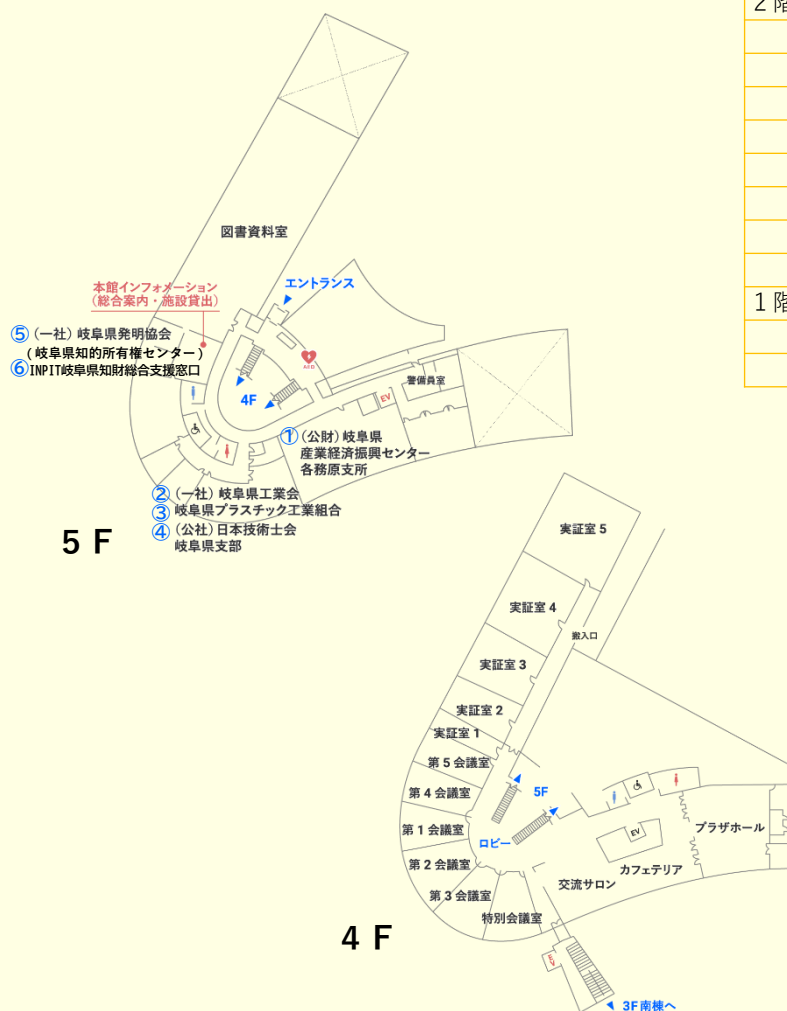 2階
図書資料室
エントランス
本館インフォメーション
(総合案内・施設貸出)
⑤ (一社) 岐阜県発明協会
(岐阜県知的所有権センター)
⑥ INPIT岐阜県知財総合支援窓口
AED
警備員室
EV
4F
① (公財) 岐阜県
産業経済振興センター
各務原支所
② (一社) 岐阜県工業会
③ 岐阜県プラスチック工業組合
④ (公社) 日本技術士会
岐阜県支部
5 F
1階
実証室 5
実証室 4
搬入口
実証室 3
実証室 2
実証室 1
第 5 会議室
第 4 会議室
第 1 会議室
第 2 会議室
第 3 会議室
特別会議室
5F
ロビー
EV
プラザホール
カフェテリア
交流サロン
4 F
EV
3F南棟へ